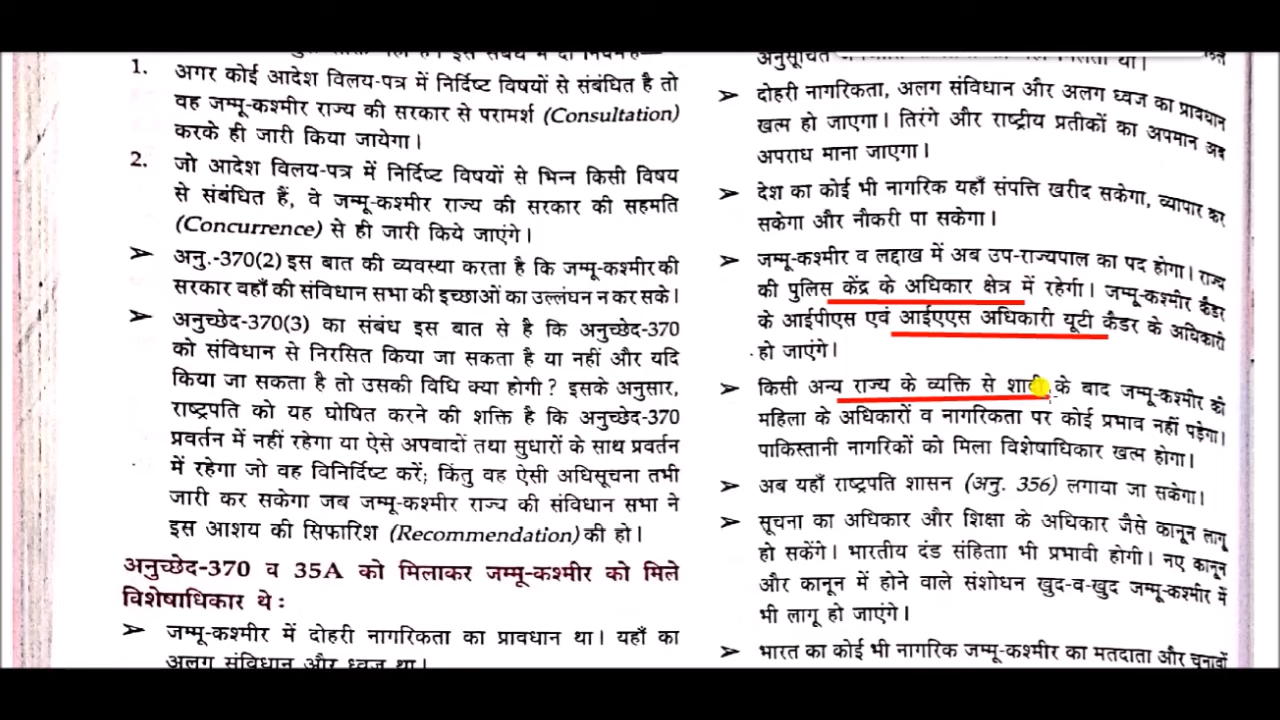 1. अगर कोई आदेश विलय-पत्र में निर्दिष्ट विषयों से संबंधित है तो
वह जम्मू-कश्मीर राज्य की सरकार से परामर्श (Consultation)
करके ही जारी किया जायेगा।
2. जो आदेश विलय-पत्र में निर्दिष्ट विषयों से भिन्न किसी विषय
से संबंधित हैं, वे जम्मू-कश्मीर राज्य की सरकार की सहमति
(Concurrence) से ही जारी किये जाएंगे।
➢ अनु.-370(2) इस बात की व्यवस्था करता है कि जम्मू-कश्मीर की
सरकार वहाँ की संविधान सभा की इच्छाओं का उल्लंघन न कर सके।
➢ अनुच्छेद-370(3) का संबंध इस बात से है कि अनुच्छेद-370
को संविधान से निरसित किया जा सकता है या नहीं और यदि
किया जा सकता है तो उसकी विधि क्या होगी? इसके अनुसार,
राष्ट्रपति को यह घोषित करने की शक्ति है कि अनुच्छेद-370
प्रवर्तन में नहीं रहेगा या ऐसे अपवादों तथा सुधारों के साथ प्रवर्तन
में रहेगा जो वह विनिर्दिष्ट करें; किंतु वह ऐसी अधिसूचना तभी
जारी कर सकेगा जब जम्मू-कश्मीर राज्य की संविधान सभा ने
इस आशय की सिफारिश (Recommendation) की हो।
अनुच्छेद-370 व 35A को मिलाकर जम्मू-कश्मीर को मिले
विशेषाधिकार थे :
➢ जम्मू-कश्मीर में दोहरी नागरिकता का प्रावधान था। यहाँ का
अलग संविधान और ध्वज था।
अनुसूचित
➢ दोहरी नागरिकता, अलग संविधान और अलग ध्वज का प्रावधान
खत्म हो जाएगा। तिरंगे और राष्ट्रीय प्रतीकों का अपमान अब
अपराध माना जाएगा।
➢ देश का कोई भी नागरिक यहाँ संपत्ति खरीद सकेगा, व्यापार कर
सकेगा और नौकरी पा सकेगा।
➢ जम्मू-कश्मीर व लद्दाख में अब उप-राज्यपाल का पद होगा। राज्य
की पुलिस केंद्र के अधिकार क्षेत्र में रहेगी। जम्मू-कश्मीर कैडर
के आईपीएस एवं आईएएस अधिकारी यूटी कैडर के अधिकारी
हो जाएंगे।
➢ किसी अन्य राज्य के व्यक्ति से शादी के बाद जम्मू-कश्मीर की
महिला के अधिकारों व नागरिकता पर कोई प्रभाव नहीं पड़ेगा।
पाकिस्तानी नागरिकों को मिला विशेषाधिकार खत्म होगा।
➢ अब यहाँ राष्ट्रपति शासन (अनु. 356) लगाया जा सकेगा।
➢ सूचना का अधिकार और शिक्षा के अधिकार जैसे कानून लागू
हो सकेंगे। भारतीय दंड संहिताा भी प्रभावी होगी। नए कानून
और कानून में होने वाले संशोधन खुद-व-खुद जम्मू-कश्मीर में
भी लागू हो जाएंगे।
➢ भारत का कोई भी नागरिक जम्मू-कश्मीर का मतदाता और चुनावों